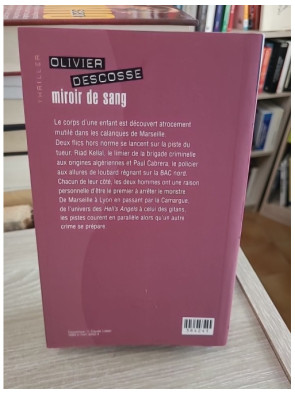 THRILLER
OLIVIER
DESCOSSE
miroir de sang
Le corps d'une enfant est découvert atrocement
mutilé dans les calanques de Marseille.
Deux flics hors norme se lancent sur la piste du
tueur: Riad Kellal, le limier de la brigade criminelle
aux origines algériennes et Paul Cabrera, le policier
aux allures de loubard régnant sur la BAC nord.
Chacun de leur côté, les deux hommes ont une raison
personnelle d'être le premier à arrêter le monstre.
De Marseille à Lyon en passant par la Camargue,
de l'univers des Hell's Angels à celui des gitans,
les pistes courent en parallèle alors qu'un autre
crime se prépare.